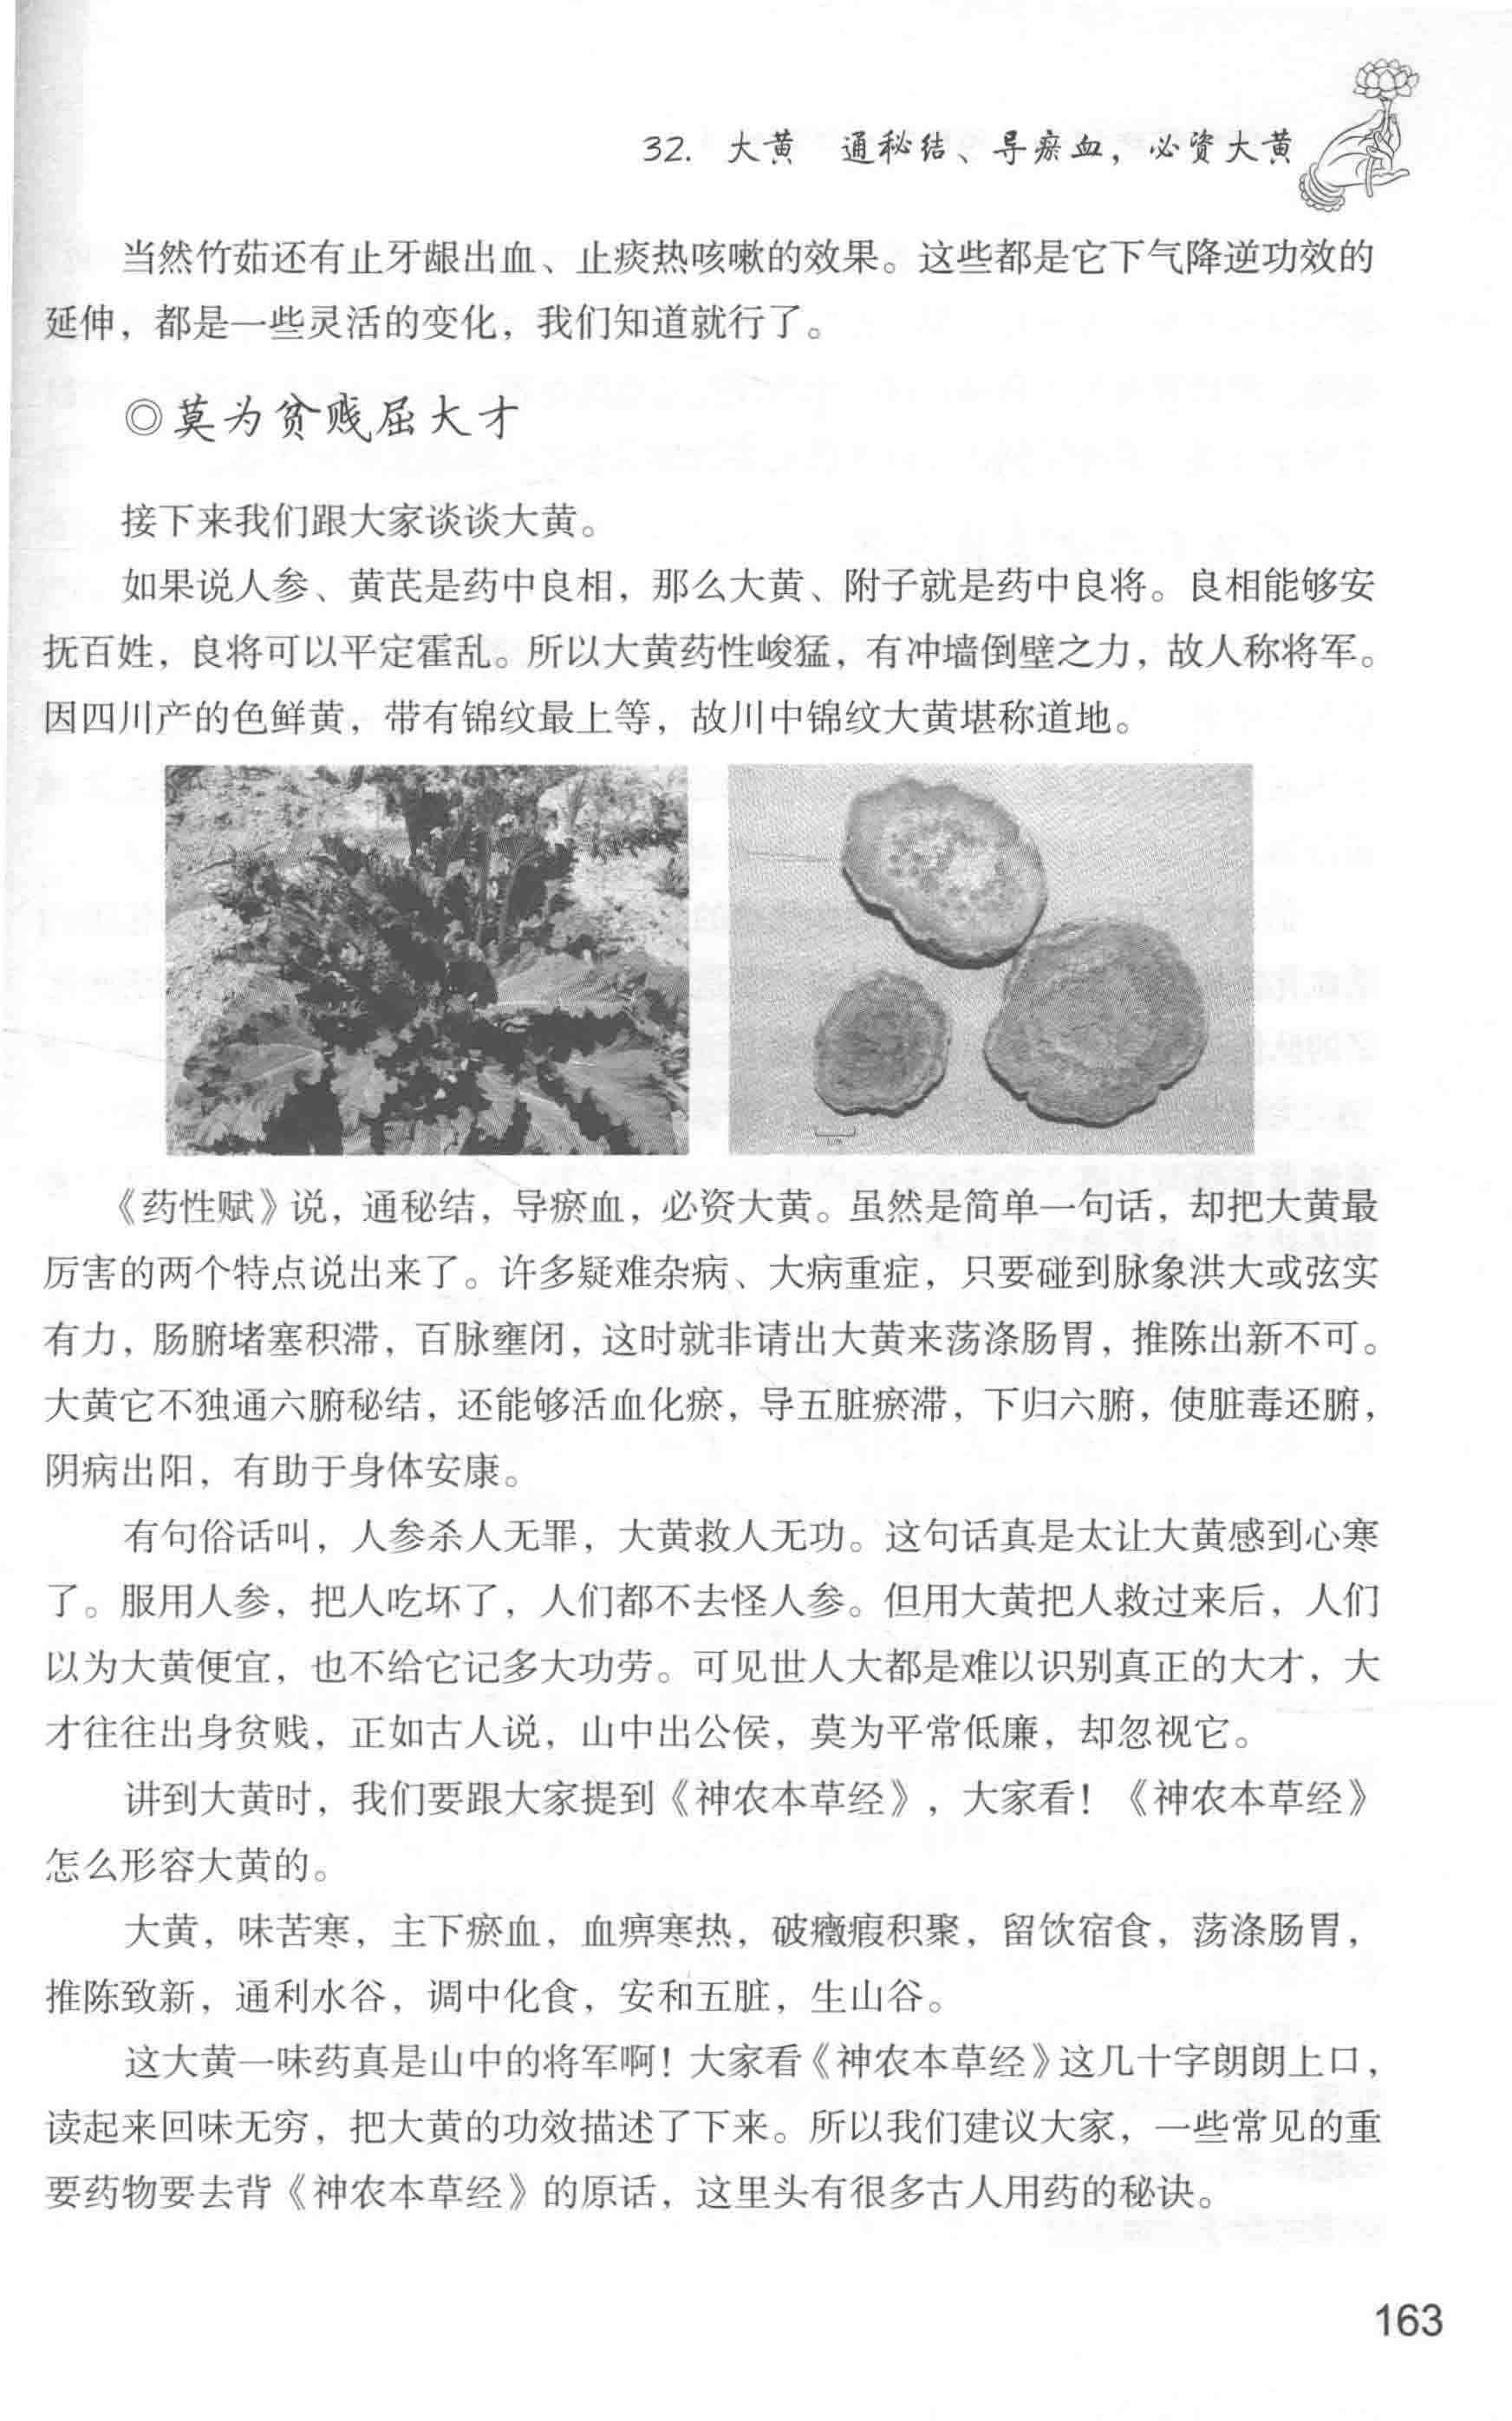 32. 大黄　通秘结、导瘀血，必资大黄
当然竹茹还有止牙龈出血、止痰热咳嗽的效果。这些都是它下气降逆功效的
延伸，都是一些灵活的变化，我们知道就行了。
◎莫为贫贱屈大才
接下来我们跟大家谈谈大黄。
如果说人参、黄芪是药中良相，那么大黄、附子就是药中良将。良相能够安
抚百姓，良将可以平定霍乱。所以大黄药性峻猛，有冲墙倒壁之力，故人称将军。
因四川产的色鲜黄，带有锦纹最上等，故川中锦纹大黄堪称道地。
《药性赋》说，通秘结，导瘀血，必资大黄。虽然是简单一句话，却把大黄最
厉害的两个特点说出来了。许多疑难杂病、大病重症，只要碰到脉象洪大或弦实
有力，肠腑堵塞积滞，百脉壅闭，这时就非请出大黄来荡涤肠胃，推陈出新不可。
大黄它不独通六腑秘结，还能够活血化瘀，导五脏瘀滞，下归六腑，使脏毒还腑，
阴病出阳，有助于身体安康。
有句俗话叫，人参杀人无罪，大黄救人无功。这句话真是太让大黄感到心寒
了。服用人参，把人吃坏了，人们都不去怪人参。但用大黄把人救过来后，人们
以为大黄便宜，也不给它记多大功劳。可见世人大都是难以识别真正的大才，大
才往往出身贫贱，正如古人说，山中出公侯，莫为平常低廉，却忽视它。
讲到大黄时，我们要跟大家提到《神农本草经》，大家看！《神农本草经》
怎么形容大黄的。
大黄，味苦寒，主下瘀血，血痹寒热，破癥瘕积聚，留饮宿食，荡涤肠胃，
推陈致新，通利水谷，调中化食，安和五脏，生山谷。
这大黄一味药真是山中的将军啊！大家看《神农本草经》这几十字朗朗上口，
读起来回味无穷，把大黄的功效描述了下来。所以我们建议大家，一些常见的重
要药物要去背《神农本草经》的原话，这里头有很多古人用药的秘诀。
163